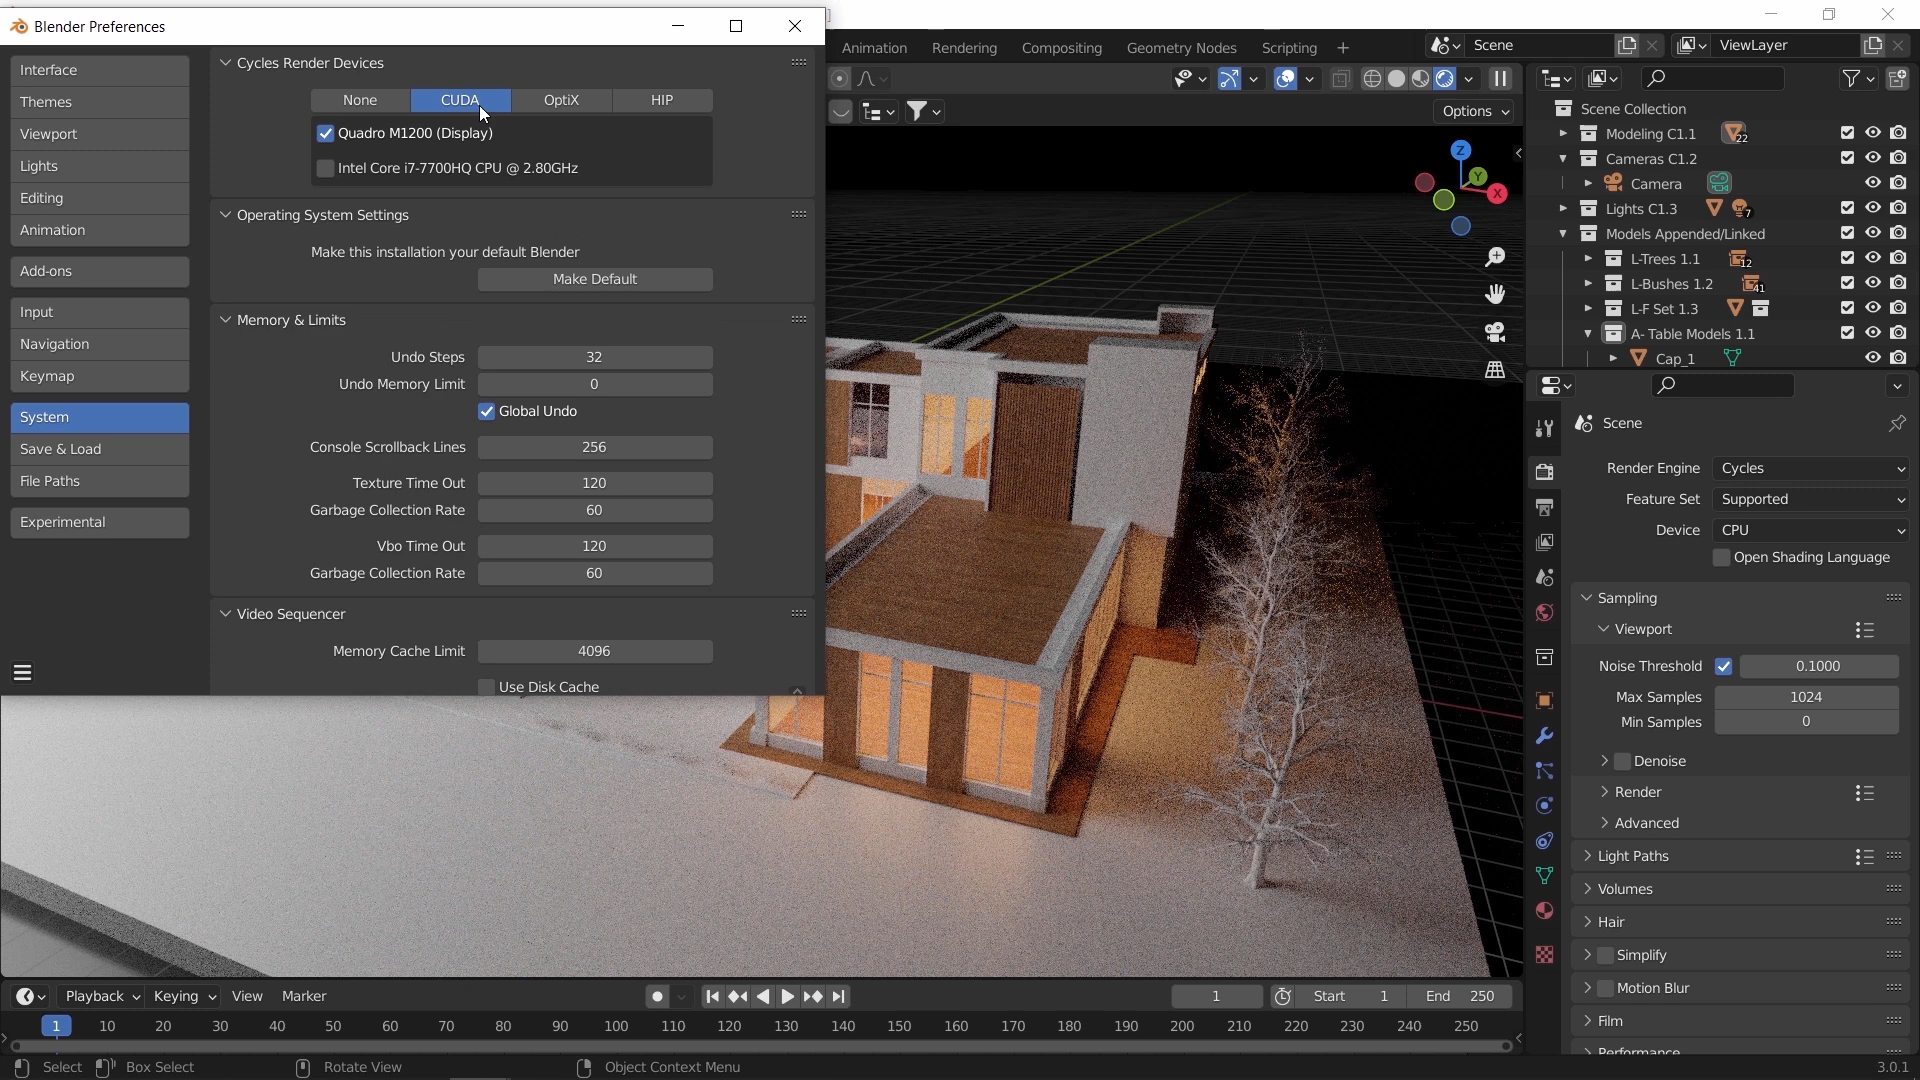 Blender Preferences
Interface
Themes
Viewport
Lights
Editing
Animation
Add-ons
Input
Navigation
Keymap
System
Save & Load
File Paths
Experimental
Cycles Render Devices
None CUDA OptiX HIP
Quadro M1200 (Display)
Intel Core i7-7700HQ CPU @ 2.80GHz
Operating System Settings
Make this installation your default Blender
Make Default
Memory & Limits
Undo Steps 32
Undo Memory Limit 0
Global Undo
Console Scrollback Lines 256
Texture Time Out 120
Garbage Collection Rate 60
Vbo Time Out 120
Garbage Collection Rate 60
Video Sequencer
Memory Cache Limit 4096
Use Disk Cache
Animation Rendering Compositing Geometry Nodes Scripting
Scene ViewLayer
Options
Z
Y
X
Scene Collection
Modeling C1.1 22
Cameras C1.2
Camera
Lights C1.3 7
Models Appended/Linked
L-Trees 1.1 12
L-Bushes 1.2 41
L-F Set 1.3
A- Table Models 1.1
Cap_1
Scene
Render Engine Cycles
Feature Set Supported
Device CPU
Open Shading Language
Sampling
Viewport
Noise Threshold 0.1000
Max Samples 1024
Min Samples 0
Denoise
Render
Advanced
Light Paths
Volumes
Hair
Simplify
Motion Blur
Film
Performance
Playback Keying View Marker 1 Start 1 End 250
1 10 20 30 40 50 60 70 80 90 100 110 120 130 140 150 160 170 180 190 200 210 220 230 240 250
Select Box Select Rotate View Object Context Menu 3.0.1